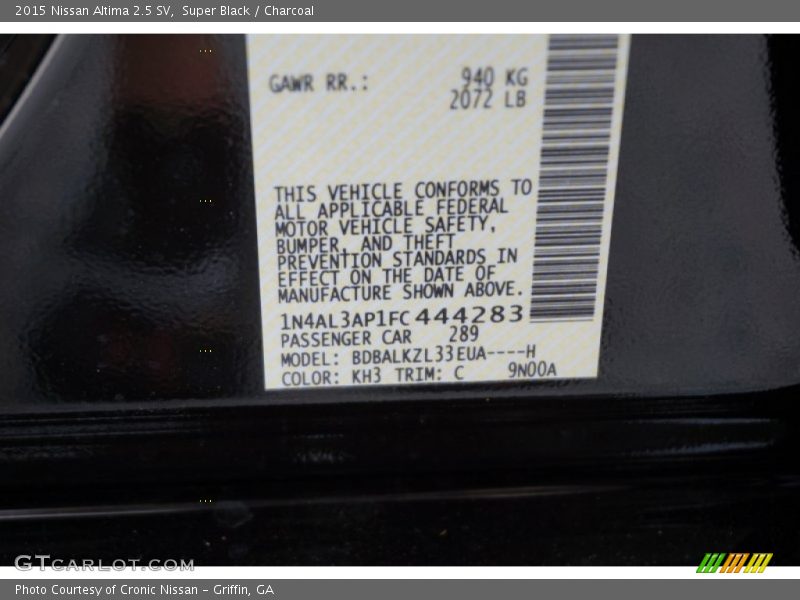 2015 Nissan Altima 2.5 SV,  Super Black / Charcoal
GAWR RR.: 940 KG
2072 LB
THIS VEHICLE CONFORMS TO
ALL APPLICABLE FEDERAL
MOTOR VEHICLE SAFETY,
BUMPER, AND THEFT
PREVENTION STANDARDS IN
EFFECT ON THE DATE OF
MANUFACTURE SHOWN ABOVE.
1N4AL3AP1FC444283
PASSENGER CAR 289
MODEL: BDBALKZL33EUA----H
COLOR: KH3 TRIM: C 9N00A
GTCARLOT.COM
Photo Courtesy of Cronic Nissan – Griffin, GA